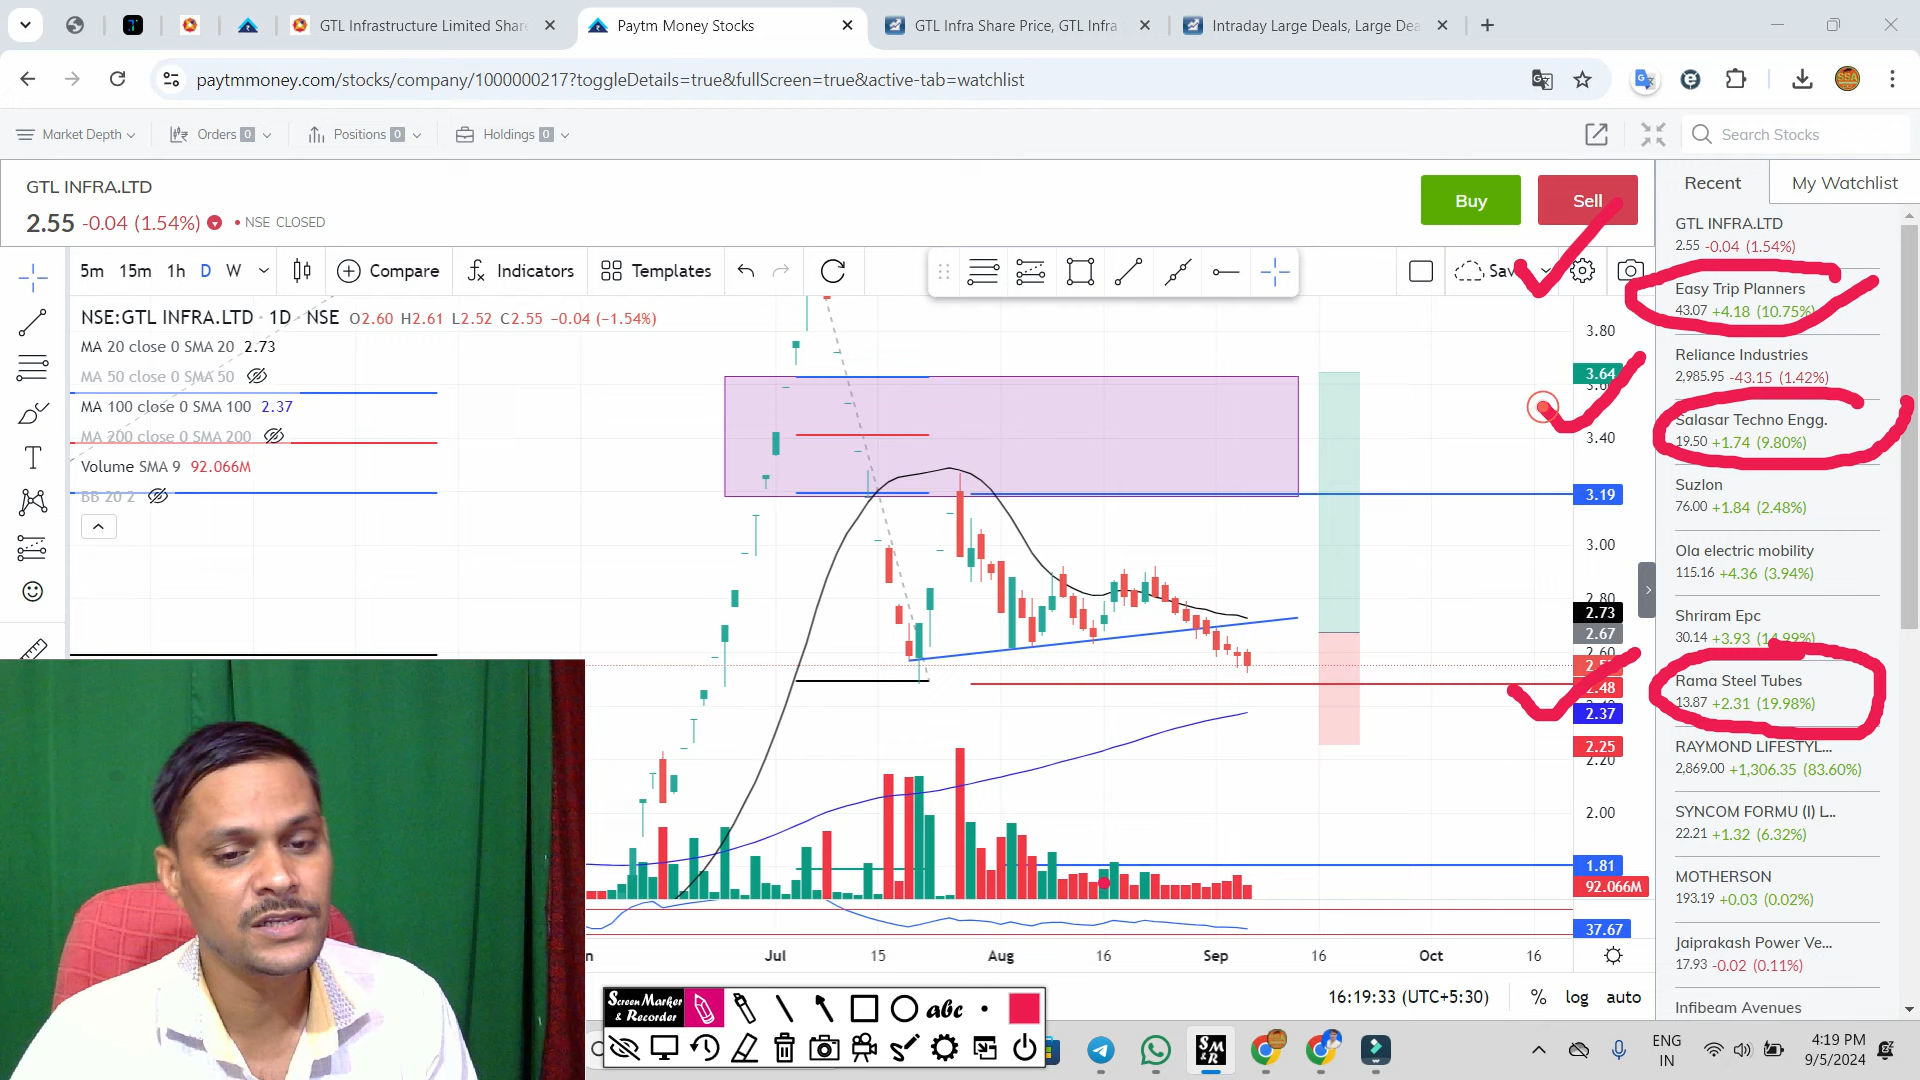 GTL Infrastructure Limited Share
Paytm Money Stocks
GTL Infra Share Price, GTL Infra
Intraday Large Deals, Large Dea
paytmmoney.com/stocks/company/1000000217?toggleDetails=true&fullScreen=true&active-tab=watchlist
Market Depth
Orders 0
Positions 0
Holdings 0
Search Stocks
GTL INFRA.LTD
2.55 -0.04 (1.54%) • NSE CLOSED
Buy
Sell
Recent
My Watchlist
5m 15m 1h D W
Compare
Indicators
Templates
NSE:GTL INFRA.LTD · 1D · NSE O2.60 H2.61 L2.52 C2.55 -0.04 (-1.54%)
MA 20 close 0 SMA 20 2.73
MA 50 close 0 SMA 50
MA 100 close 0 SMA 100 2.37
MA 200 close 0 SMA 200
Volume SMA 9 92.066M
BB 20 2
3.80
3.64
3.60
3.40
3.19
3.00
2.80
2.73
2.67
2.60
2.48
2.37
2.25
2.20
2.00
1.81
92.066M
37.67
Jul 15 Aug 16 Sep 16 Oct 16
16:19:33 (UTC+5:30) % log auto
GTL INFRA.LTD
2.55 -0.04 (1.54%)
Easy Trip Planners
43.07 +4.18 (10.75%)
Reliance Industries
2,985.95 -43.15 (1.42%)
Salasar Techno Engg.
19.50 +1.74 (9.80%)
Suzlon
76.00 +1.84 (2.48%)
Ola electric mobility
115.16 +4.36 (3.94%)
Shriram Epc
30.14 +3.93 (14.99%)
Rama Steel Tubes
13.87 +2.31 (19.98%)
RAYMOND LIFESTYL...
2,869.00 +1,306.35 (83.60%)
SYNCOM FORMU (I) L...
22.21 +1.32 (6.32%)
MOTHERSON
193.19 +0.03 (0.02%)
Jaiprakash Power Ve...
17.93 -0.02 (0.11%)
Infibeam Avenues
Screen Marker
& Recorder
abc
SM
&R
ENG
IN
4:19 PM
9/5/2024